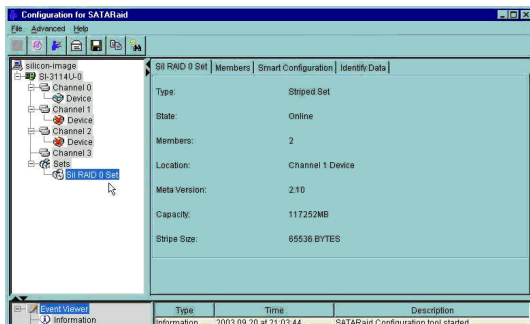 Configuration for SATARaid
File Advanced Help
silicon-image
SI-3114U-0
Channel 0
Device
Channel 1
Device
Channel 2
Device
Channel 3
Sets
SiI RAID 0 Set
SiI RAID 0 Set Members Smart Configuration Identify Data
Type: Striped Set
State: Online
Members: 2
Location: Channel 1 Device
Meta Version: 2.10
Capacity: 117252MB
Stripe Size: 65536 BYTES
Event Viewer
Information
Type Time Description
Information 2003.09.20 at 21:03:44 SATARaid Configuration tool started